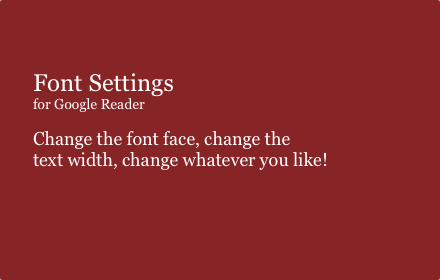 Font Settings
for Google Reader
Change the font face, change the
text width, change whatever you like!